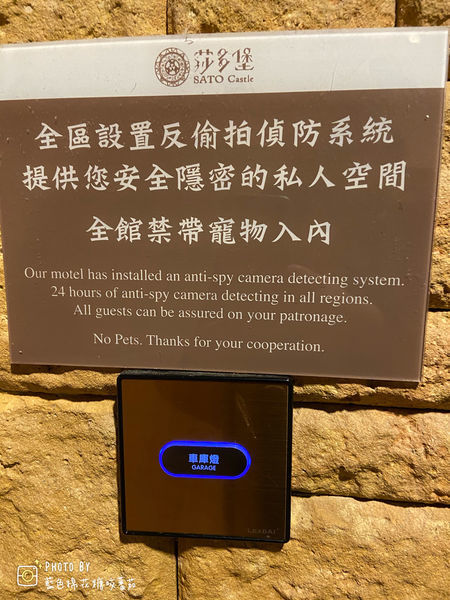 莎多堡
SATO Castle
全區設置反偷拍偵防系統
提供您安全隱密的私人空間
全館禁帶寵物入內
Our motel has installed an anti-spy camera detecting system.
24 hours of anti-spy camera detecting in all regions.
All guests can be assured on your patronage.
No Pets. Thanks for your cooperation.
車庫燈
GARAGE
PHOTO BY